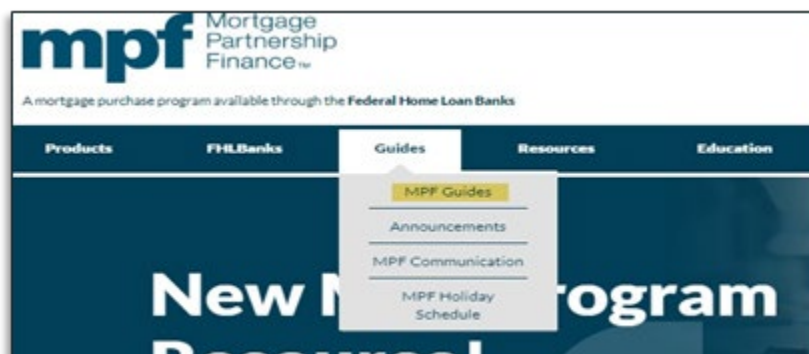 mpf Mortgage
Partnership
Finance™
A mortgage purchase program available through the Federal Home Loan Banks
Products FHLBanks Guides Resources Education
MPF Guides
Announcements
MPF Communication
MPF Holiday
Schedule
New rogram